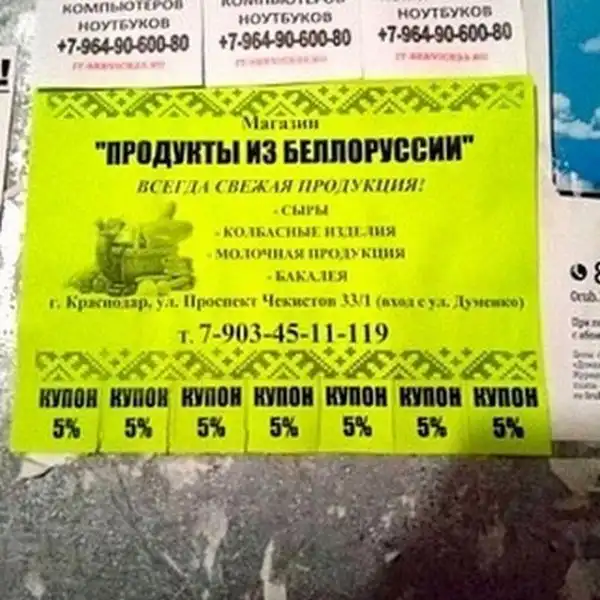 КОМПЬЮТЕРОВ
НОУТБУКОВ
+7-964-90-600-80
КОМПЬЮТЕРОВ
НОУТБУКОВ
+7-964-90-600-80
КОМПЬЮТЕРОВ
НОУТБУКОВ
+7-964-90-600-80
!
Магазин
"ПРОДУКТЫ ИЗ БЕЛЛОРУССИИ"
ВСЕГДА СВЕЖАЯ ПРОДУКЦИЯ!
- СЫРЫ
- КОЛБАСНЫЕ ИЗДЕЛИЯ
- МОЛОЧНАЯ ПРОДУКЦИЯ
- БАКАЛЕЯ
г. Краснодар, ул. Проспект Чекистов 33/1 (вход с ул. Думенко)
т. 7-903-45-11-119
КУПОН 5%
КУПОН 5%
КУПОН 5%
КУПОН 5%
КУПОН 5%
КУПОН 5%
КУПОН 5%